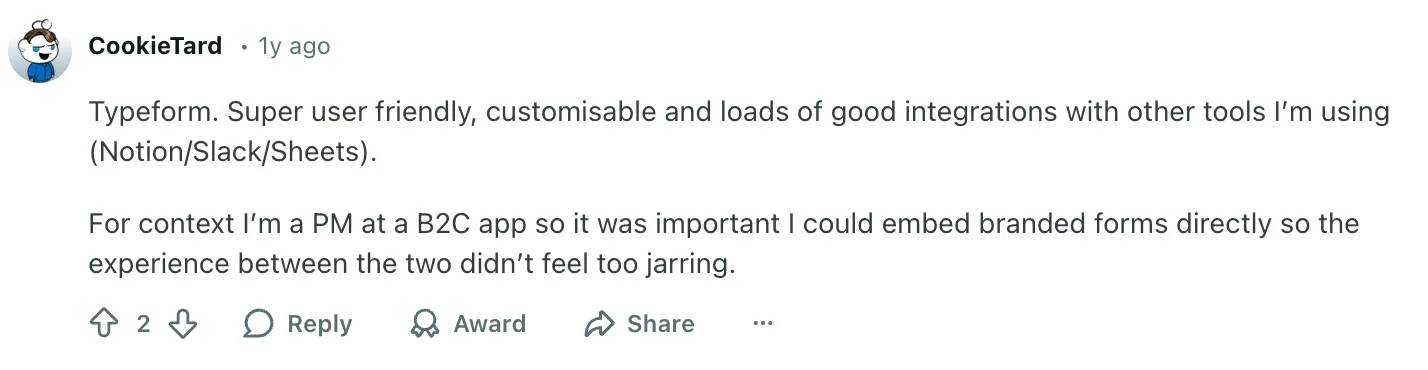 CookieTard • 1y ago
Typeform. Super user friendly, customisable and loads of good integrations with other tools I’m using
(Notion/Slack/Sheets).
For context I’m a PM at a B2C app so it was important I could embed branded forms directly so the
experience between the two didn’t feel too jarring.
2 Reply Award Share ...